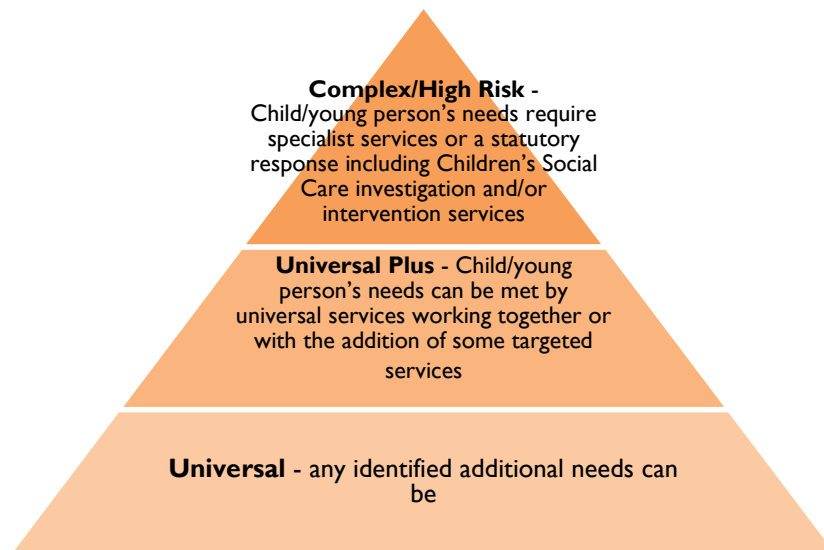 Complex/High Risk -
Child/young person’s needs require
specialist services or a statutory
response including Children’s Social
Care investigation and/or
intervention services
Universal Plus - Child/young
person’s needs can be met by
universal services working together or
with the addition of some targeted
services
Universal - any identified additional needs can
be